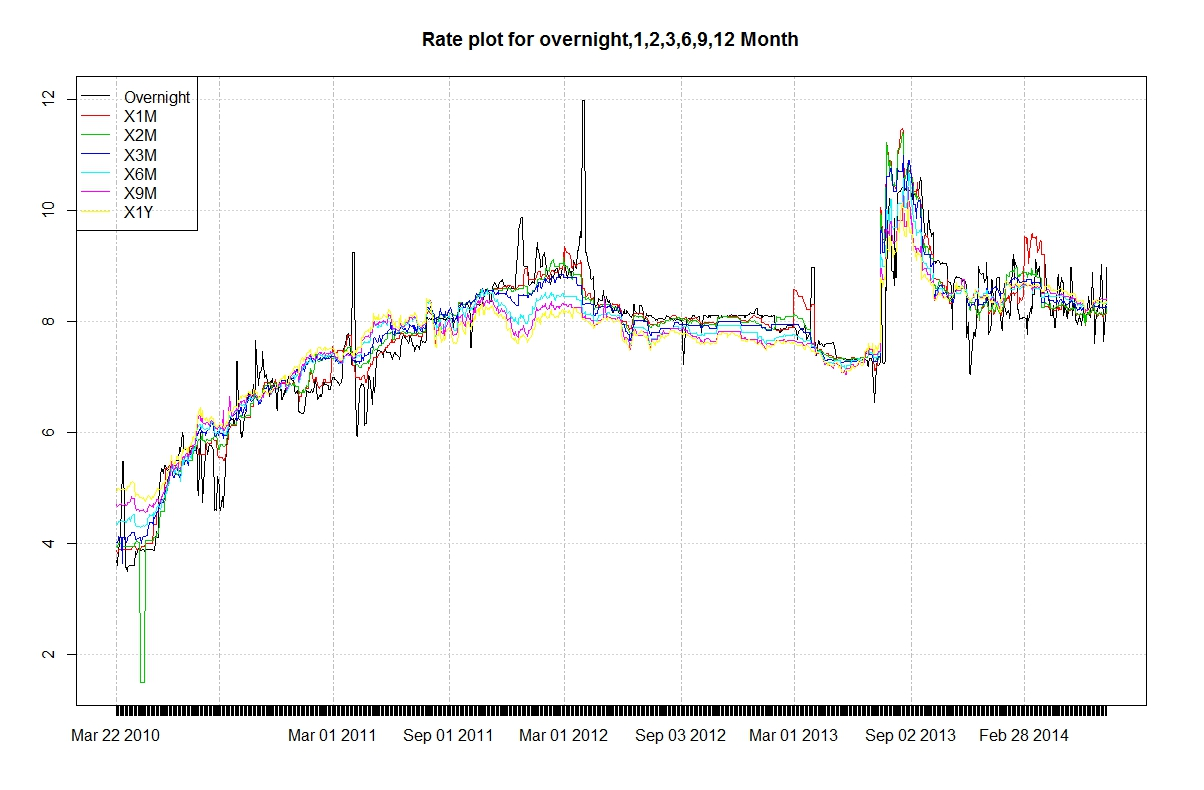 Rate plot for overnight,1,2,3,6,9,12 Month
Overnight
X1M
X2M
X3M
X6M
X9M
X1Y
12
10
8
6
4
2
Mar 22 2010 Mar 01 2011 Sep 01 2011 Mar 01 2012 Sep 03 2012 Mar 01 2013 Sep 02 2013 Feb 28 2014